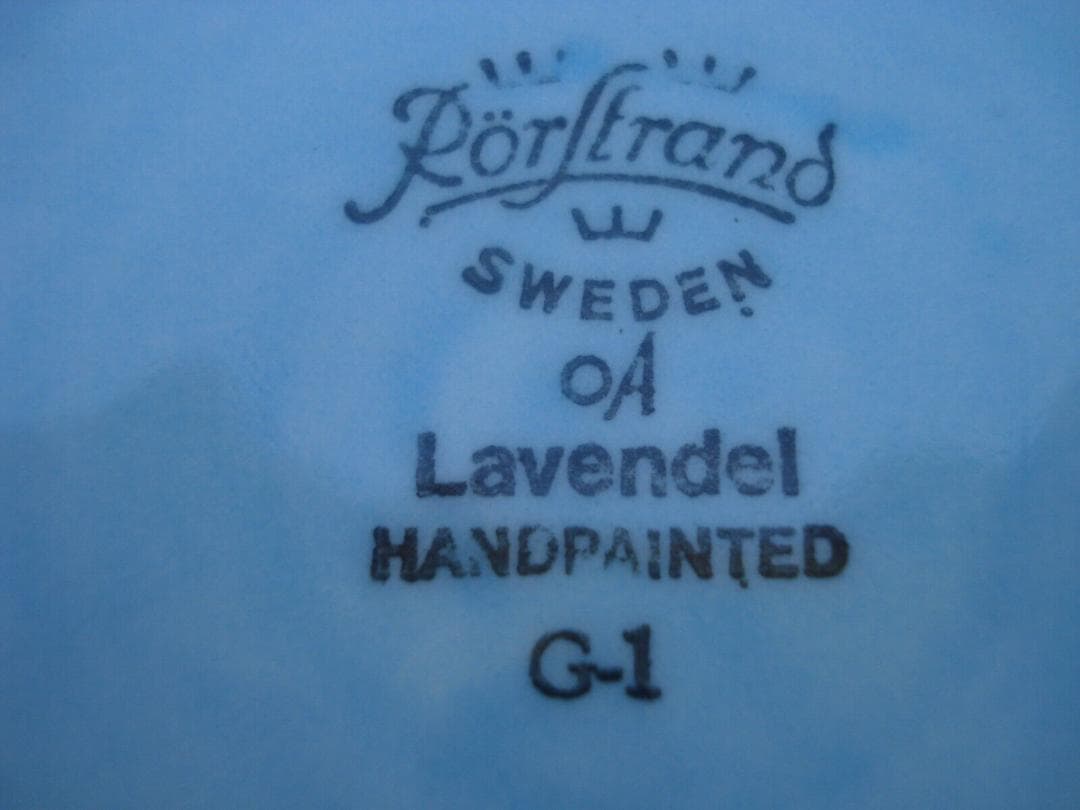 Rörstrand
SWEDEN
OA
Lavendel
HANDPAINTED
G-1